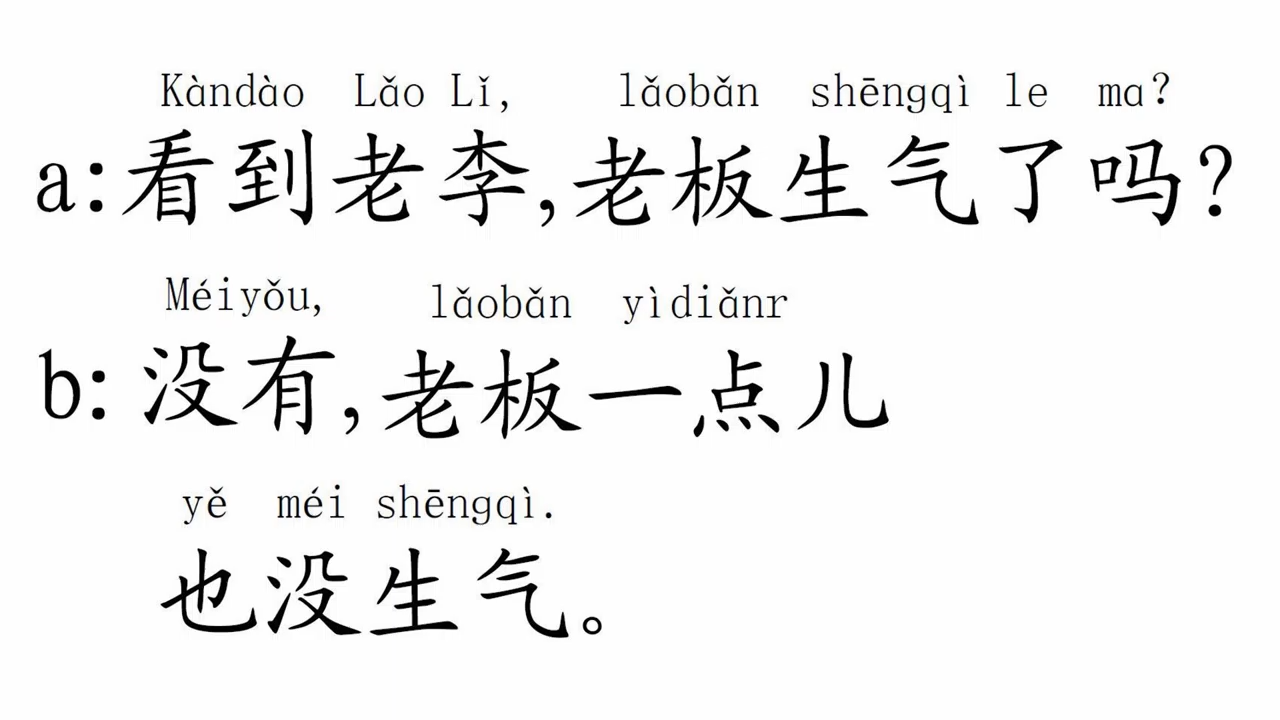 Kàndào Lǎo Lǐ, lǎobǎn shēngqì le ma?
a:看到老李,老板生气了吗?
Méiyǒu, lǎobǎn yìdiǎnr
b:没有,老板一点儿
yě méi shēngqì.
也没生气。